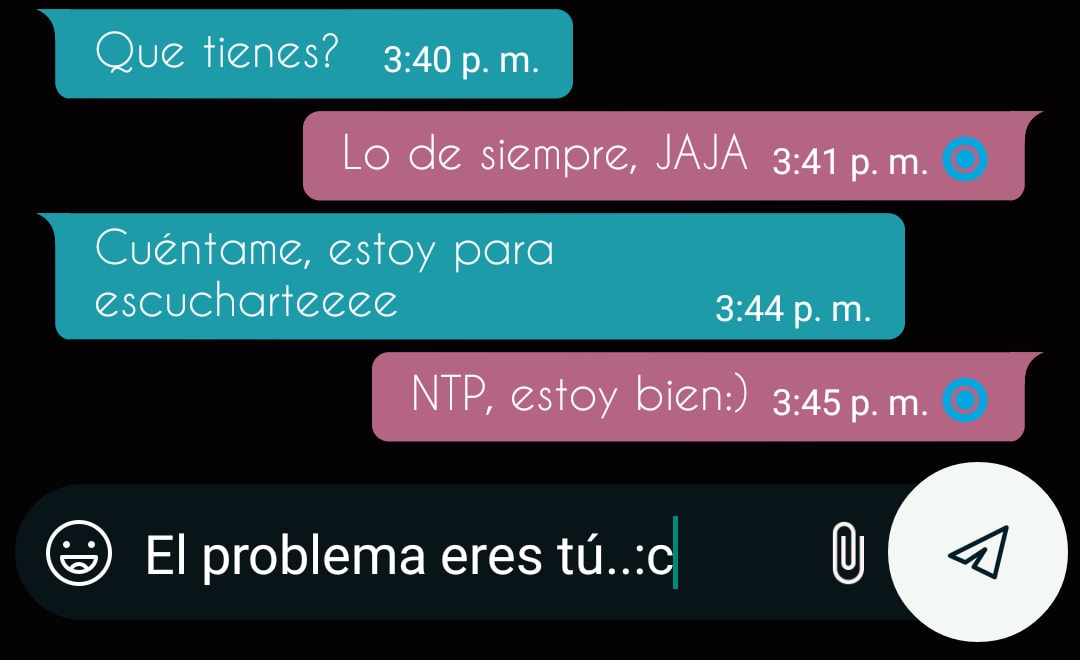 Que tienes? 3:40 p. m.
Lo de siempre, JAJA 3:41 p. m.
Cuéntame, estoy para
escucharteeee 3:44 p. m.
NTP, estoy bien:) 3:45 p. m.
El problema eres tú..:c